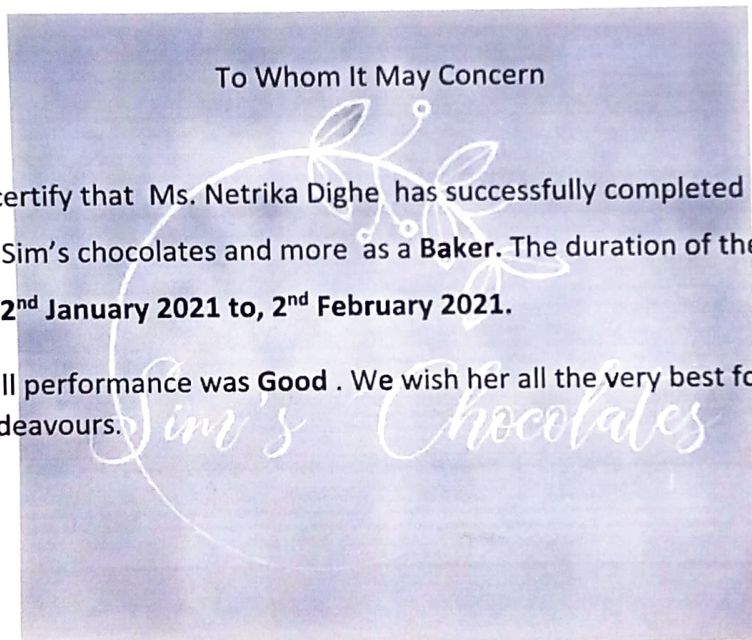 To Whom It May Concern
certify that Ms. Netrika Dighe has successfully completed
Sim's chocolates and more as a Baker. The duration of the
2nd January 2021 to, 2nd February 2021.
ll performance was Good . We wish her all the very best fo
deavours.
Sim's Chocolates